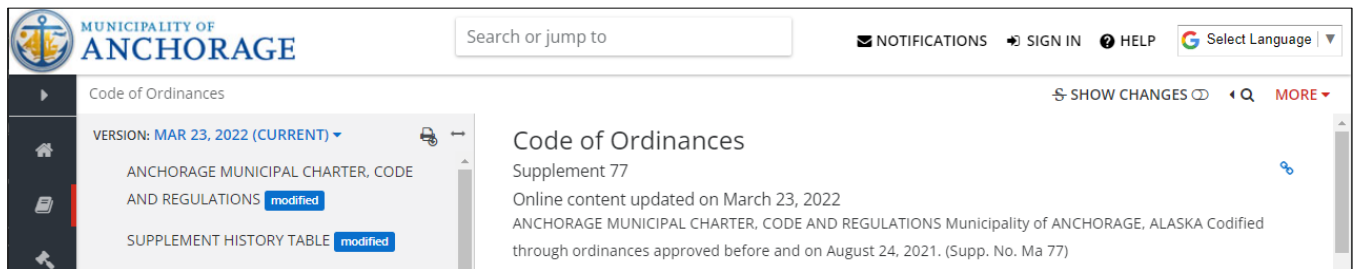 MUNICIPALITY OF
ANCHORAGE
Search or jump to
NOTIFICATIONS SIGN IN HELP Select Language ▼
Code of Ordinances
SHOW CHANGES MORE
VERSION: MAR 23, 2022 (CURRENT)
ANCHORAGE MUNICIPAL CHARTER, CODE
AND REGULATIONS modified
SUPPLEMENT HISTORY TABLE modified
Code of Ordinances
Supplement 77
Online content updated on March 23, 2022
ANCHORAGE MUNICIPAL CHARTER, CODE AND REGULATIONS Municipality of ANCHORAGE, ALASKA Codified
through ordinances approved before and on August 24, 2021. (Supp. No. Ma 77)